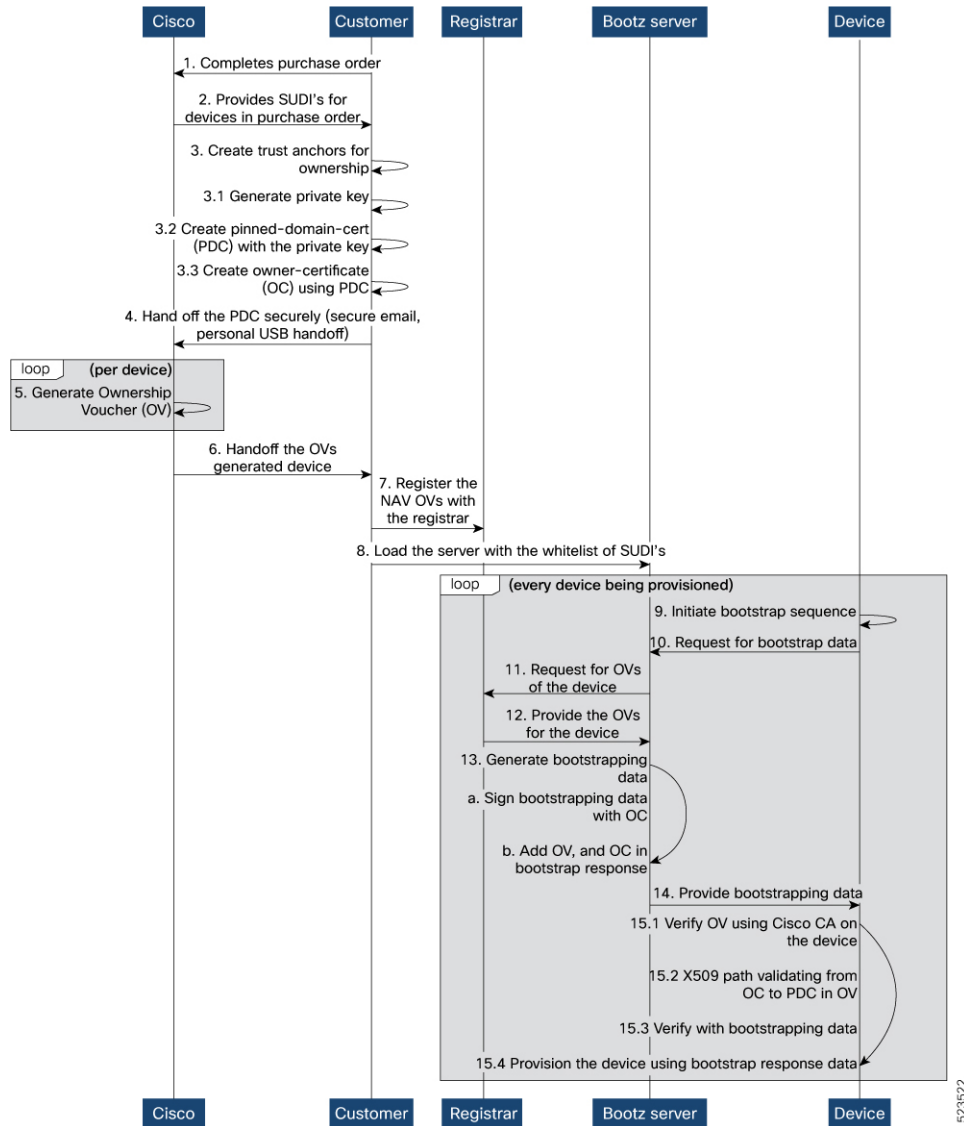 Cisco
Customer
Registrar
Bootz server
Device
1. Completes purchase order
2. Provides SUDI's for
devices in purchase order
3. Create trust anchors for
ownership
3.1 Generate private key
3.2 Create pinned-domain-cert
(PDC) with the private key
3.3 Create owner-certificate
(OC) using PDC
4. Hand off the PDC securely (secure email,
personal USB handoff)
loop
(per device)
5. Generate Ownership
Voucher (OV)
6. Handoff the OVs
generated device
7. Register the
NAV OVs with
the registrar
8. Load the server with the whitelist of SUDI's
loop
(every device being provisioned)
9. Initiate bootstrap sequence
10. Request for bootstrap data
11. Request for OVs
of the device
12. Provide the OVs
for the device
13. Generate bootstrapping
data
a. Sign bootstrapping data
with OC
b. Add OV, and OC in
bootstrap response
14. Provide bootstrapping data
15.1 Verify OV using Cisco CA on
the device
15.2 X509 path validating from
OC to PDC in OV
15.3 Verify with bootstrapping data
15.4 Provision the device using bootstrap response data
Cisco
Customer
Registrar
Bootz server
Device
523522